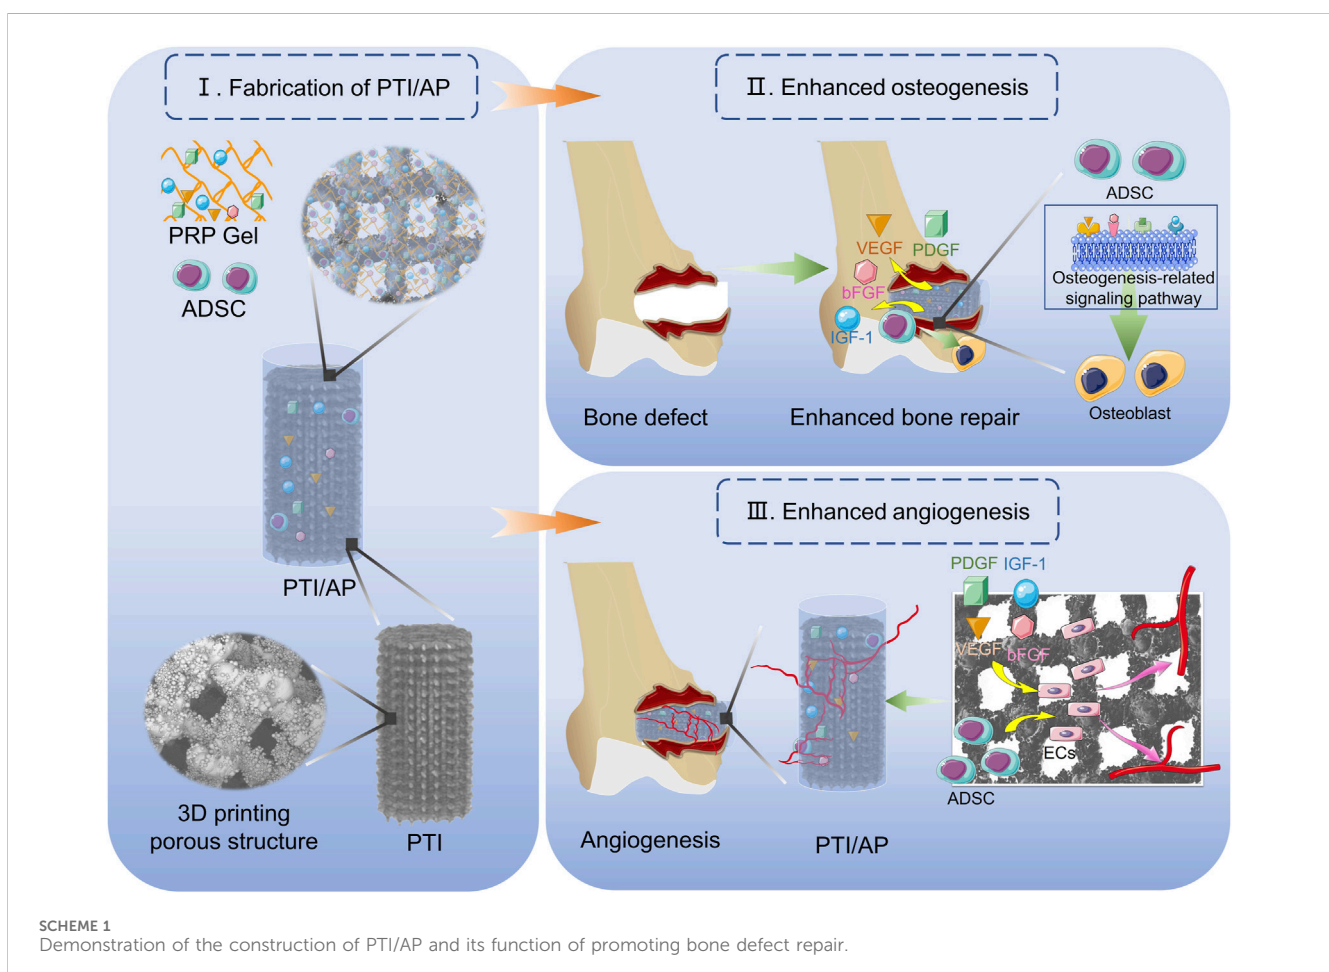 Ⅰ. Fabrication of PTI/AP
PRP Gel
ADSC
PTI/AP
3D printing
porous structure
PTI
Ⅱ. Enhanced osteogenesis
Bone defect
VEGF
PDGF
bFGF
IGF-1
Enhanced bone repair
ADSC
Osteogenesis-related
signaling pathway
Osteoblast
Ⅲ. Enhanced angiogenesis
Angiogenesis
PTI/AP
PDGF IGF-1
VEGF bFGF
ECs
ADSC
SCHEME 1
Demonstration of the construction of PTI/AP and its function of promoting bone defect repair.